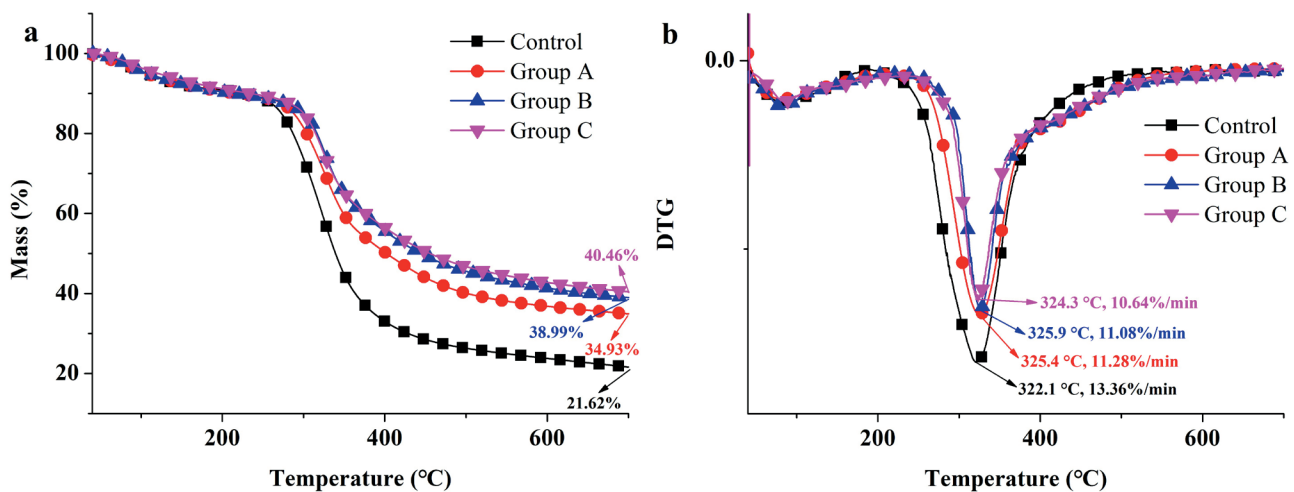 a
Mass (%)
100
80
60
40
20
Control
Group A
Group B
Group C
40.46%
38.99%
34.93%
21.62%
200
400
600
Temperature (°C)
b
DTG
0.0
Control
Group A
Group B
Group C
324.3 °C, 10.64%/min
325.9 °C, 11.08%/min
325.4 °C, 11.28%/min
322.1 °C, 13.36%/min
200
400
600
Temperature (°C)